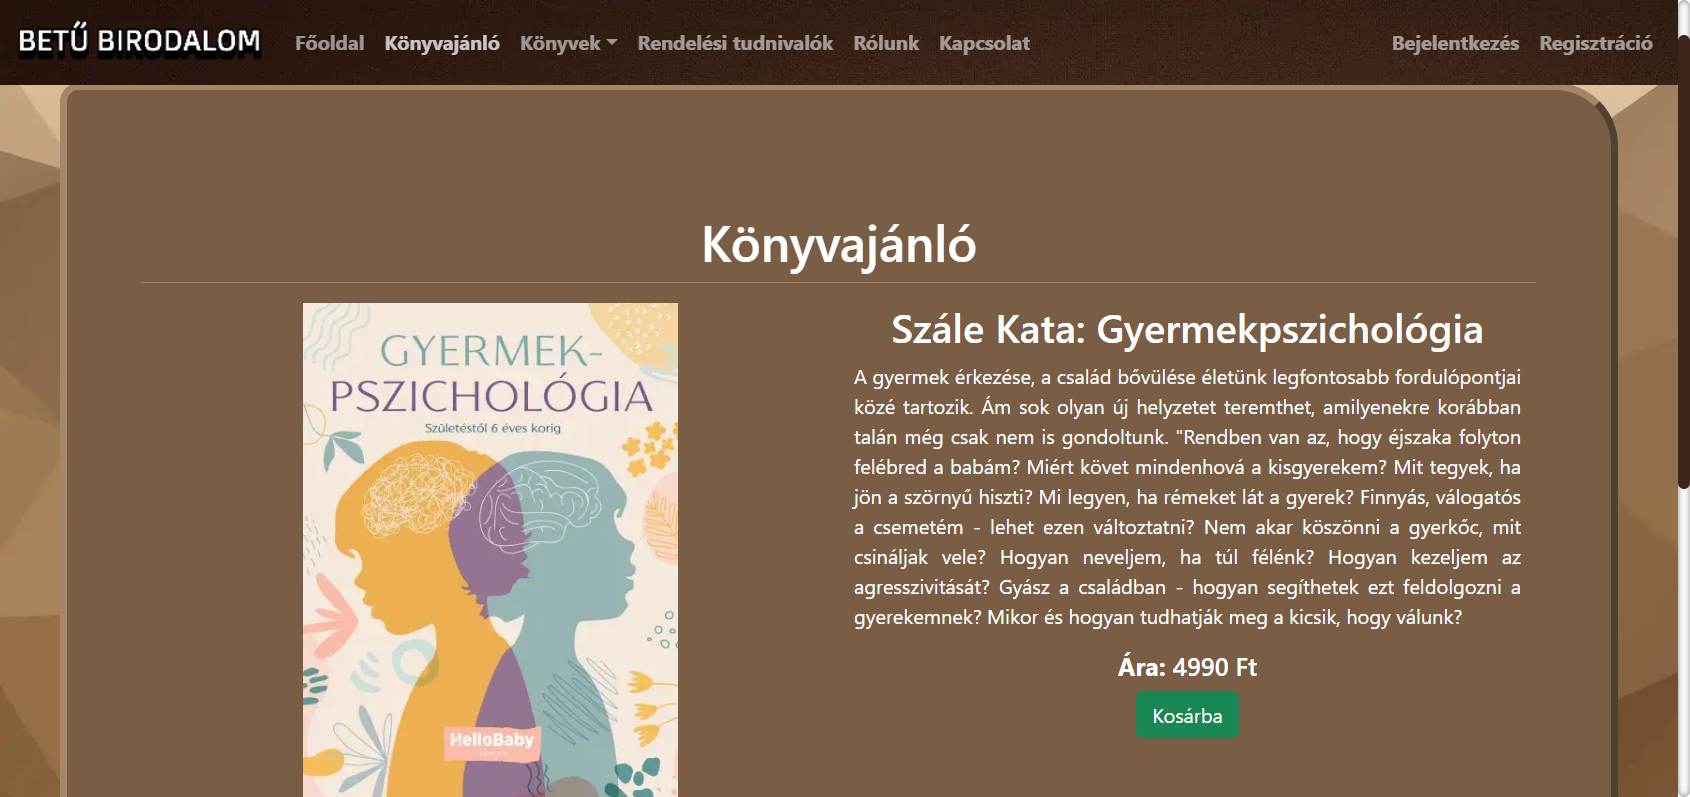 BETŰ BIRODALOM
Főoldal Könyvajánló Könyvek Rendelési tudnivalók Rólunk Kapcsolat Bejelentkezés Regisztráció
Könyvajánló
GYERMEK-
PSZICHOLÓGIA
Születéstől 6 éves korig
HelloBaby
Szále Kata: Gyermekpszichológia
A gyermek érkezése, a család bővülése életünk legfontosabb fordulópontjai
közé tartozik. Ám sok olyan új helyzetet teremthet, amilyenekre korábban
talán még csak nem is gondoltunk. "Rendben van az, hogy éjszaka folyton
felébred a babám? Miért követ mindenhová a kisgyerekem? Mit tegyek, ha
jön a szörnyű hiszti? Mi legyen, ha rémeket lát a gyerek? Finnyás, válogatós
a csemetém - lehet ezen változtatni? Nem akar köszönni a gyerkőc, mit
csináljak vele? Hogyan neveljem, ha túl félénk? Hogyan kezeljem az
agresszivitását? Gyász a családban - hogyan segíthetek ezt feldolgozni a
gyerekemnek? Mikor és hogyan tudhatják meg a kicsik, hogy válunk?
Ára: 4990 Ft
Kosárba